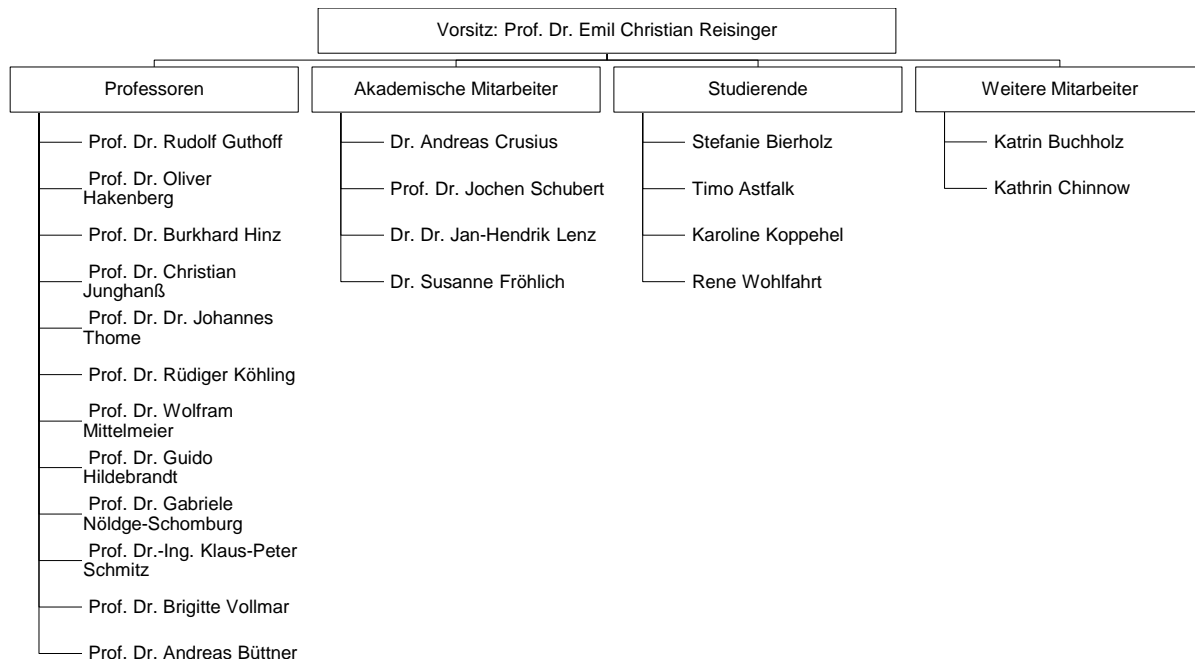 Vorsitz: Prof. Dr. Emil Christian Reisinger
Professoren
Prof. Dr. Rudolf Guthoff
Prof. Dr. Oliver
Hakenberg
Prof. Dr. Burkhard Hinz
Prof. Dr. Christian
Junghanß
Prof. Dr. Dr. Johannes
Thome
Prof. Dr. Rüdiger Köhling
Prof. Dr. Wolfram
Mittelmeier
Prof. Dr. Guido
Hildebrandt
Prof. Dr. Gabriele
Nöldge-Schomburg
Prof. Dr.-Ing. Klaus-Peter
Schmitz
Prof. Dr. Brigitte Vollmar
Prof. Dr. Andreas Büttner
Akademische Mitarbeiter
Dr. Andreas Crusius
Prof. Dr. Jochen Schubert
Dr. Dr. Jan-Hendrik Lenz
Dr. Susanne Fröhlich
Studierende
Stefanie Bierholz
Timo Astfalk
Karoline Koppehel
Rene Wohlfahrt
Weitere Mitarbeiter
Katrin Buchholz
Kathrin Chinnow